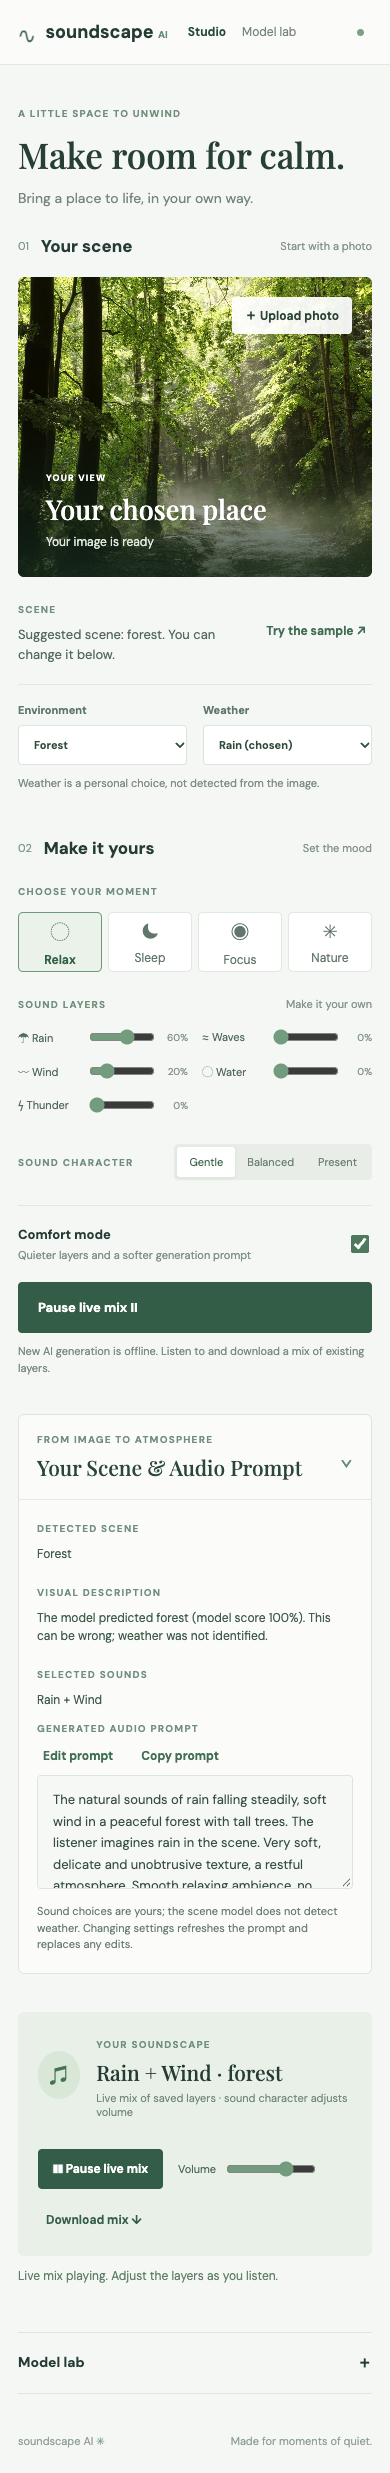 soundscape AI Studio Model lab
A LITTLE SPACE TO UNWIND
Make room for calm.
Bring a place to life, in your own way.
01 Your scene Start with a photo
+ Upload photo
YOUR VIEW
Your chosen place
Your image is ready
SCENE
Suggested scene: forest. You can
change it below.
Try the sample ↗
Environment Weather
Forest Rain (chosen)
Weather is a personal choice, not detected from the image.
02 Make it yours Set the mood
CHOOSE YOUR MOMENT
Relax Sleep Focus Nature
SOUND LAYERS Make it your own
Rain 60% Waves 0%
Wind 20% Water 0%
Thunder 0%
SOUND CHARACTER Gentle Balanced Present
Comfort mode
Quieter layers and a softer generation prompt
Pause live mix II
New AI generation is offline. Listen to and download a mix of existing
layers.
FROM IMAGE TO ATMOSPHERE
Your Scene & Audio Prompt
DETECTED SCENE
Forest
VISUAL DESCRIPTION
The model predicted forest (model score 100%). This
can be wrong; weather was not identified.
SELECTED SOUNDS
Rain + Wind
GENERATED AUDIO PROMPT
Edit prompt Copy prompt
The natural sounds of rain falling steadily, soft
wind in a peaceful forest with tall trees. The
listener imagines rain in the scene. Very soft,
delicate and unobtrusive texture, a restful
atmosphere. Smooth relaxing ambience, no
Sound choices are yours; the scene model does not detect
weather. Changing settings refreshes the prompt and
replaces any edits.
YOUR SOUNDSCAPE
Rain + Wind · forest
Live mix of saved layers · sound character adjusts
volume
Pause live mix Volume
Download mix ↓
Live mix playing. Adjust the layers as you listen.
Model lab +
soundscape AI ✳ Made for moments of quiet.